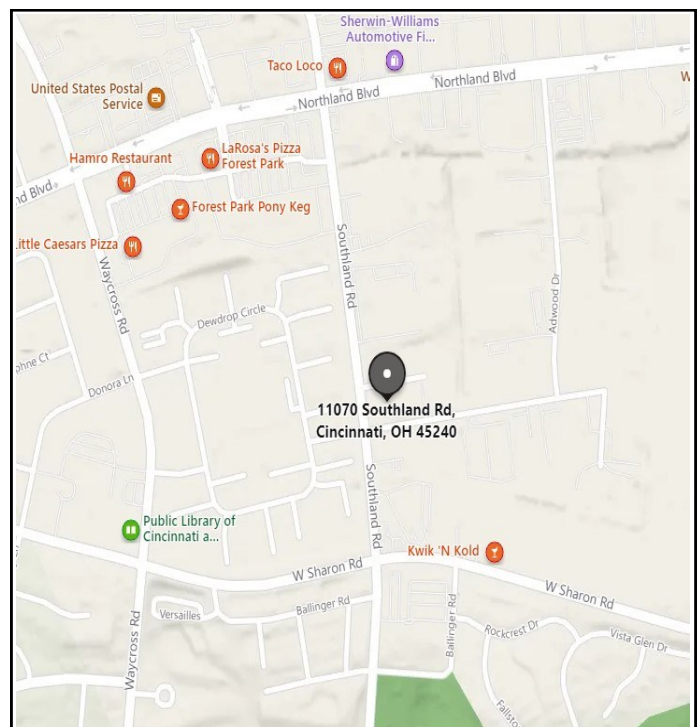 Sherwin-Williams
Automotive Fi...
Taco Loco
United States Postal
Service
Northland Blvd
Northland Blvd
W
LaRosa's Pizza
Forest Park
Hamro Restaurant
nd Blvd
Forest Park Pony Keg
Little Caesars Pizza
Waycross Rd
Southland Rd
Adwood Dr
Dewdrop Circle
phne Ct
Donora Ln
11070 Southland Rd,
Cincinnati, OH 45240
Southland Rd
Public Library of
Cincinnati a...
Kwik 'N Kold
W Sharon Rd
W Sharon Rd
Versailles
Ballinger Rd
Ballinger Rd
Rockcrest Dr
Vista Glen Dr
Waycross Rd
Fallsto